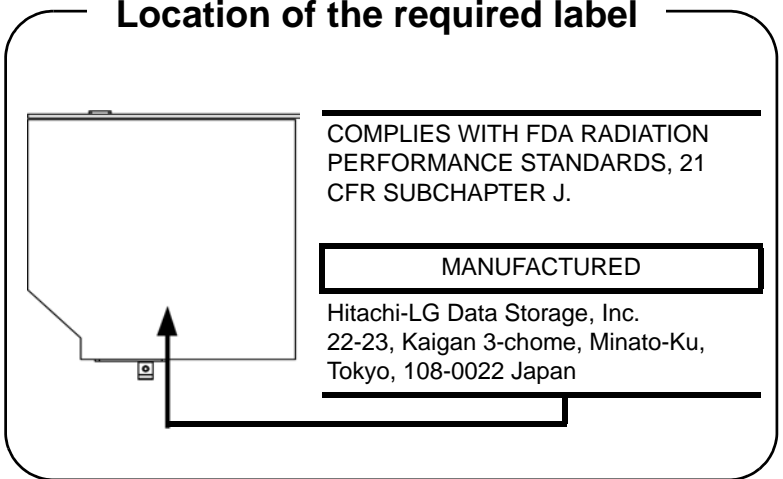 Location of the required label
COMPLIES WITH FDA RADIATION
PERFORMANCE STANDARDS, 21
CFR SUBCHAPTER J.
MANUFACTURED
Hitachi-LG Data Storage, Inc.
22-23, Kaigan 3-chome, Minato-Ku,
Tokyo, 108-0022 Japan